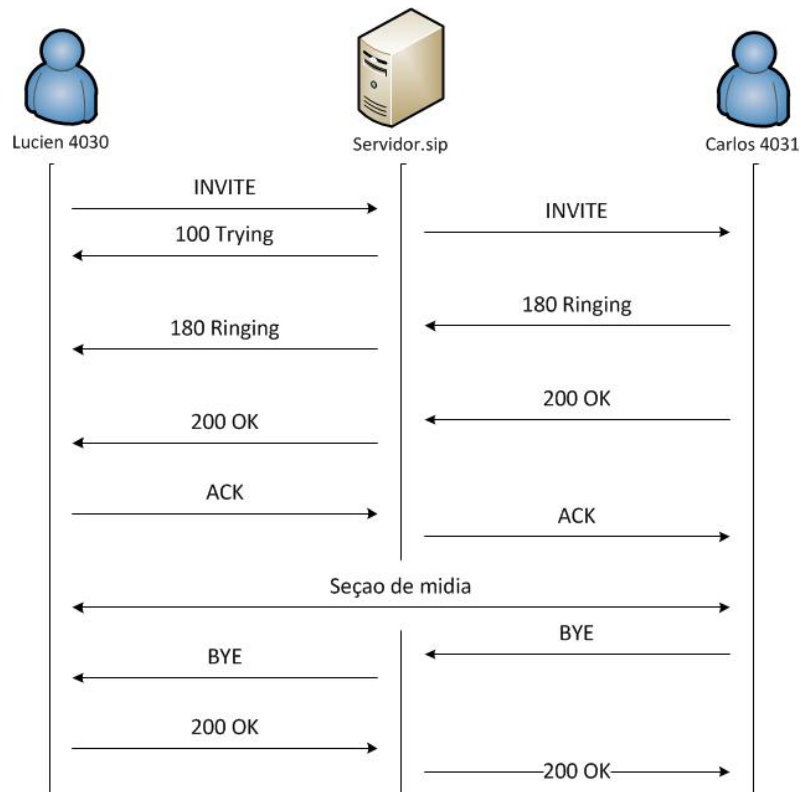 Lucien 4030
Servidor.sip
Carlos 4031
INVITE
INVITE
100 Trying
180 Ringing
180 Ringing
200 OK
200 OK
ACK
ACK
Seçao de midia
BYE
BYE
200 OK
200 OK